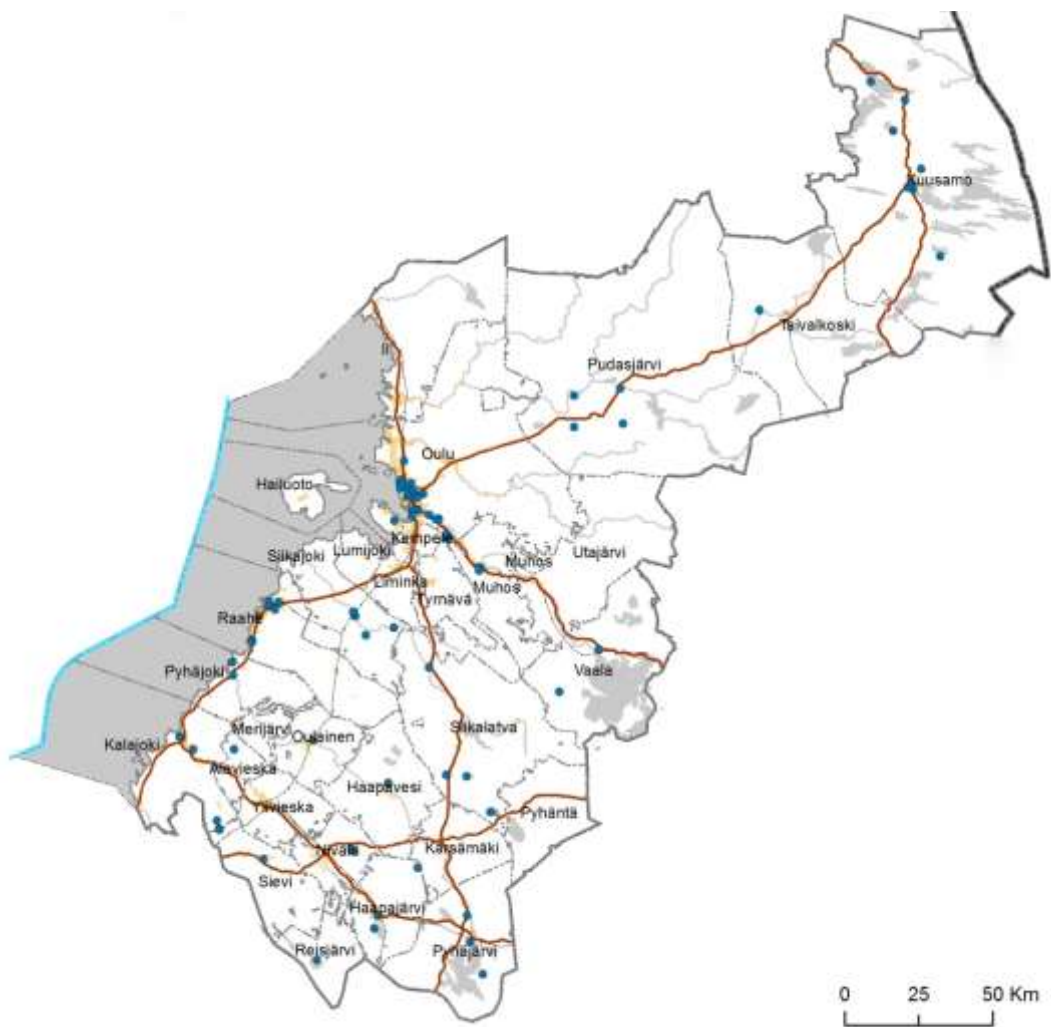 Kuusamo
Taivalkoski
Pudasjärvi
Ii
Oulu
Hailuoto
Kempele
Lumijoki
Siikajoki
Muhos
Utajärvi
Liminka
Muhos
Tyrnävä
Raahe
Vaala
Pyhäjoki
Siikalatva
Merijärvi
Oulainen
Kalajoki
Alavieska
Haapavesi
Ylivieska
Pyhäntä
Nivala
Kärsämäki
Sievi
Haapajärvi
Reisjärvi
Pyhäjärvi
0 25 50 Km